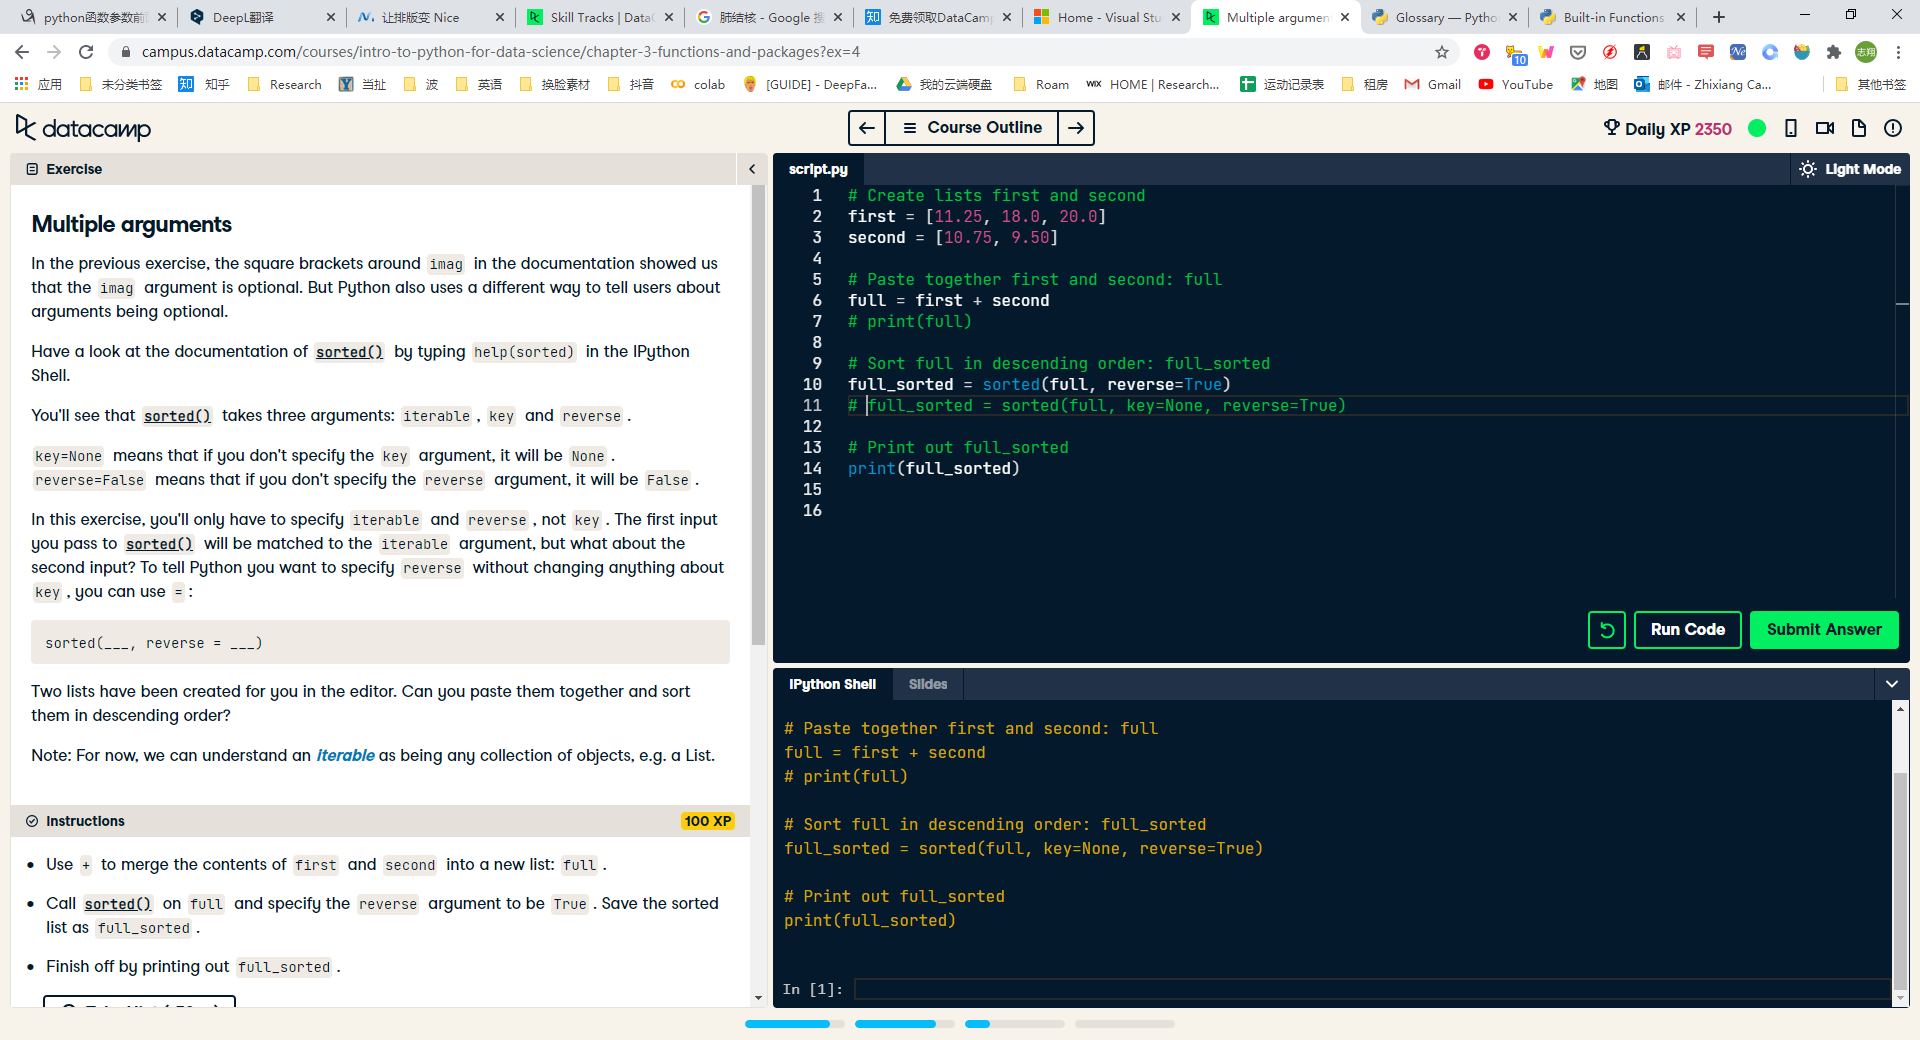 python函数参数前面
DeepL翻译
让排版变 Nice
Skill Tracks | DataC
肺结核 - Google 搜
免费领取DataCamp
Home - Visual Stu
Multiple argument
Glossary — Pytho
Built-in Functions
campus.datacamp.com/courses/intro-to-python-for-data-science/chapter-3-functions-and-packages?ex=4
10
志翔
应用
未分类书签
知乎
Research
当扯
波
英语
换脸素材
抖音
colab
[GUIDE] - DeepFa...
我的云端硬盘
Roam
WIX HOME | Research...
运动记录表
租房
Gmail
YouTube
地图
邮件 - Zhixiang Ca...
其他书签
datacamp
Course Outline
Daily XP 2350
Exercise
Multiple arguments
In the previous exercise, the square brackets around imag in the documentation showed us
that the imag argument is optional. But Python also uses a different way to tell users about
arguments being optional.
Have a look at the documentation of sorted() by typing help(sorted) in the IPython
Shell.
You'll see that sorted() takes three arguments: iterable, key and reverse.
key=None means that if you don't specify the key argument, it will be None.
reverse=False means that if you don't specify the reverse argument, it will be False.
In this exercise, you'll only have to specify iterable and reverse, not key. The first input
you pass to sorted() will be matched to the iterable argument, but what about the
second input? To tell Python you want to specify reverse without changing anything about
key, you can use =:
sorted(___, reverse = ___)
Two lists have been created for you in the editor. Can you paste them together and sort
them in descending order?
Note: For now, we can understand an iterable as being any collection of objects, e.g. a List.
Instructions
100 XP
Use + to merge the contents of first and second into a new list: full.
Call sorted() on full and specify the reverse argument to be True. Save the sorted
list as full_sorted.
Finish off by printing out full_sorted.
script.py
Light Mode
1 # Create lists first and second
2 first = [11.25, 18.0, 20.0]
3 second = [10.75, 9.50]
4
5 # Paste together first and second: full
6 full = first + second
7 # print(full)
8
9 # Sort full in descending order: full_sorted
10 full_sorted = sorted(full, reverse=True)
11 # full_sorted = sorted(full, key=None, reverse=True)
12
13 # Print out full_sorted
14 print(full_sorted)
15
16
Run Code
Submit Answer
IPython Shell
Slides
# Paste together first and second: full
full = first + second
# print(full)
# Sort full in descending order: full_sorted
full_sorted = sorted(full, key=None, reverse=True)
# Print out full_sorted
print(full_sorted)
In [1]: